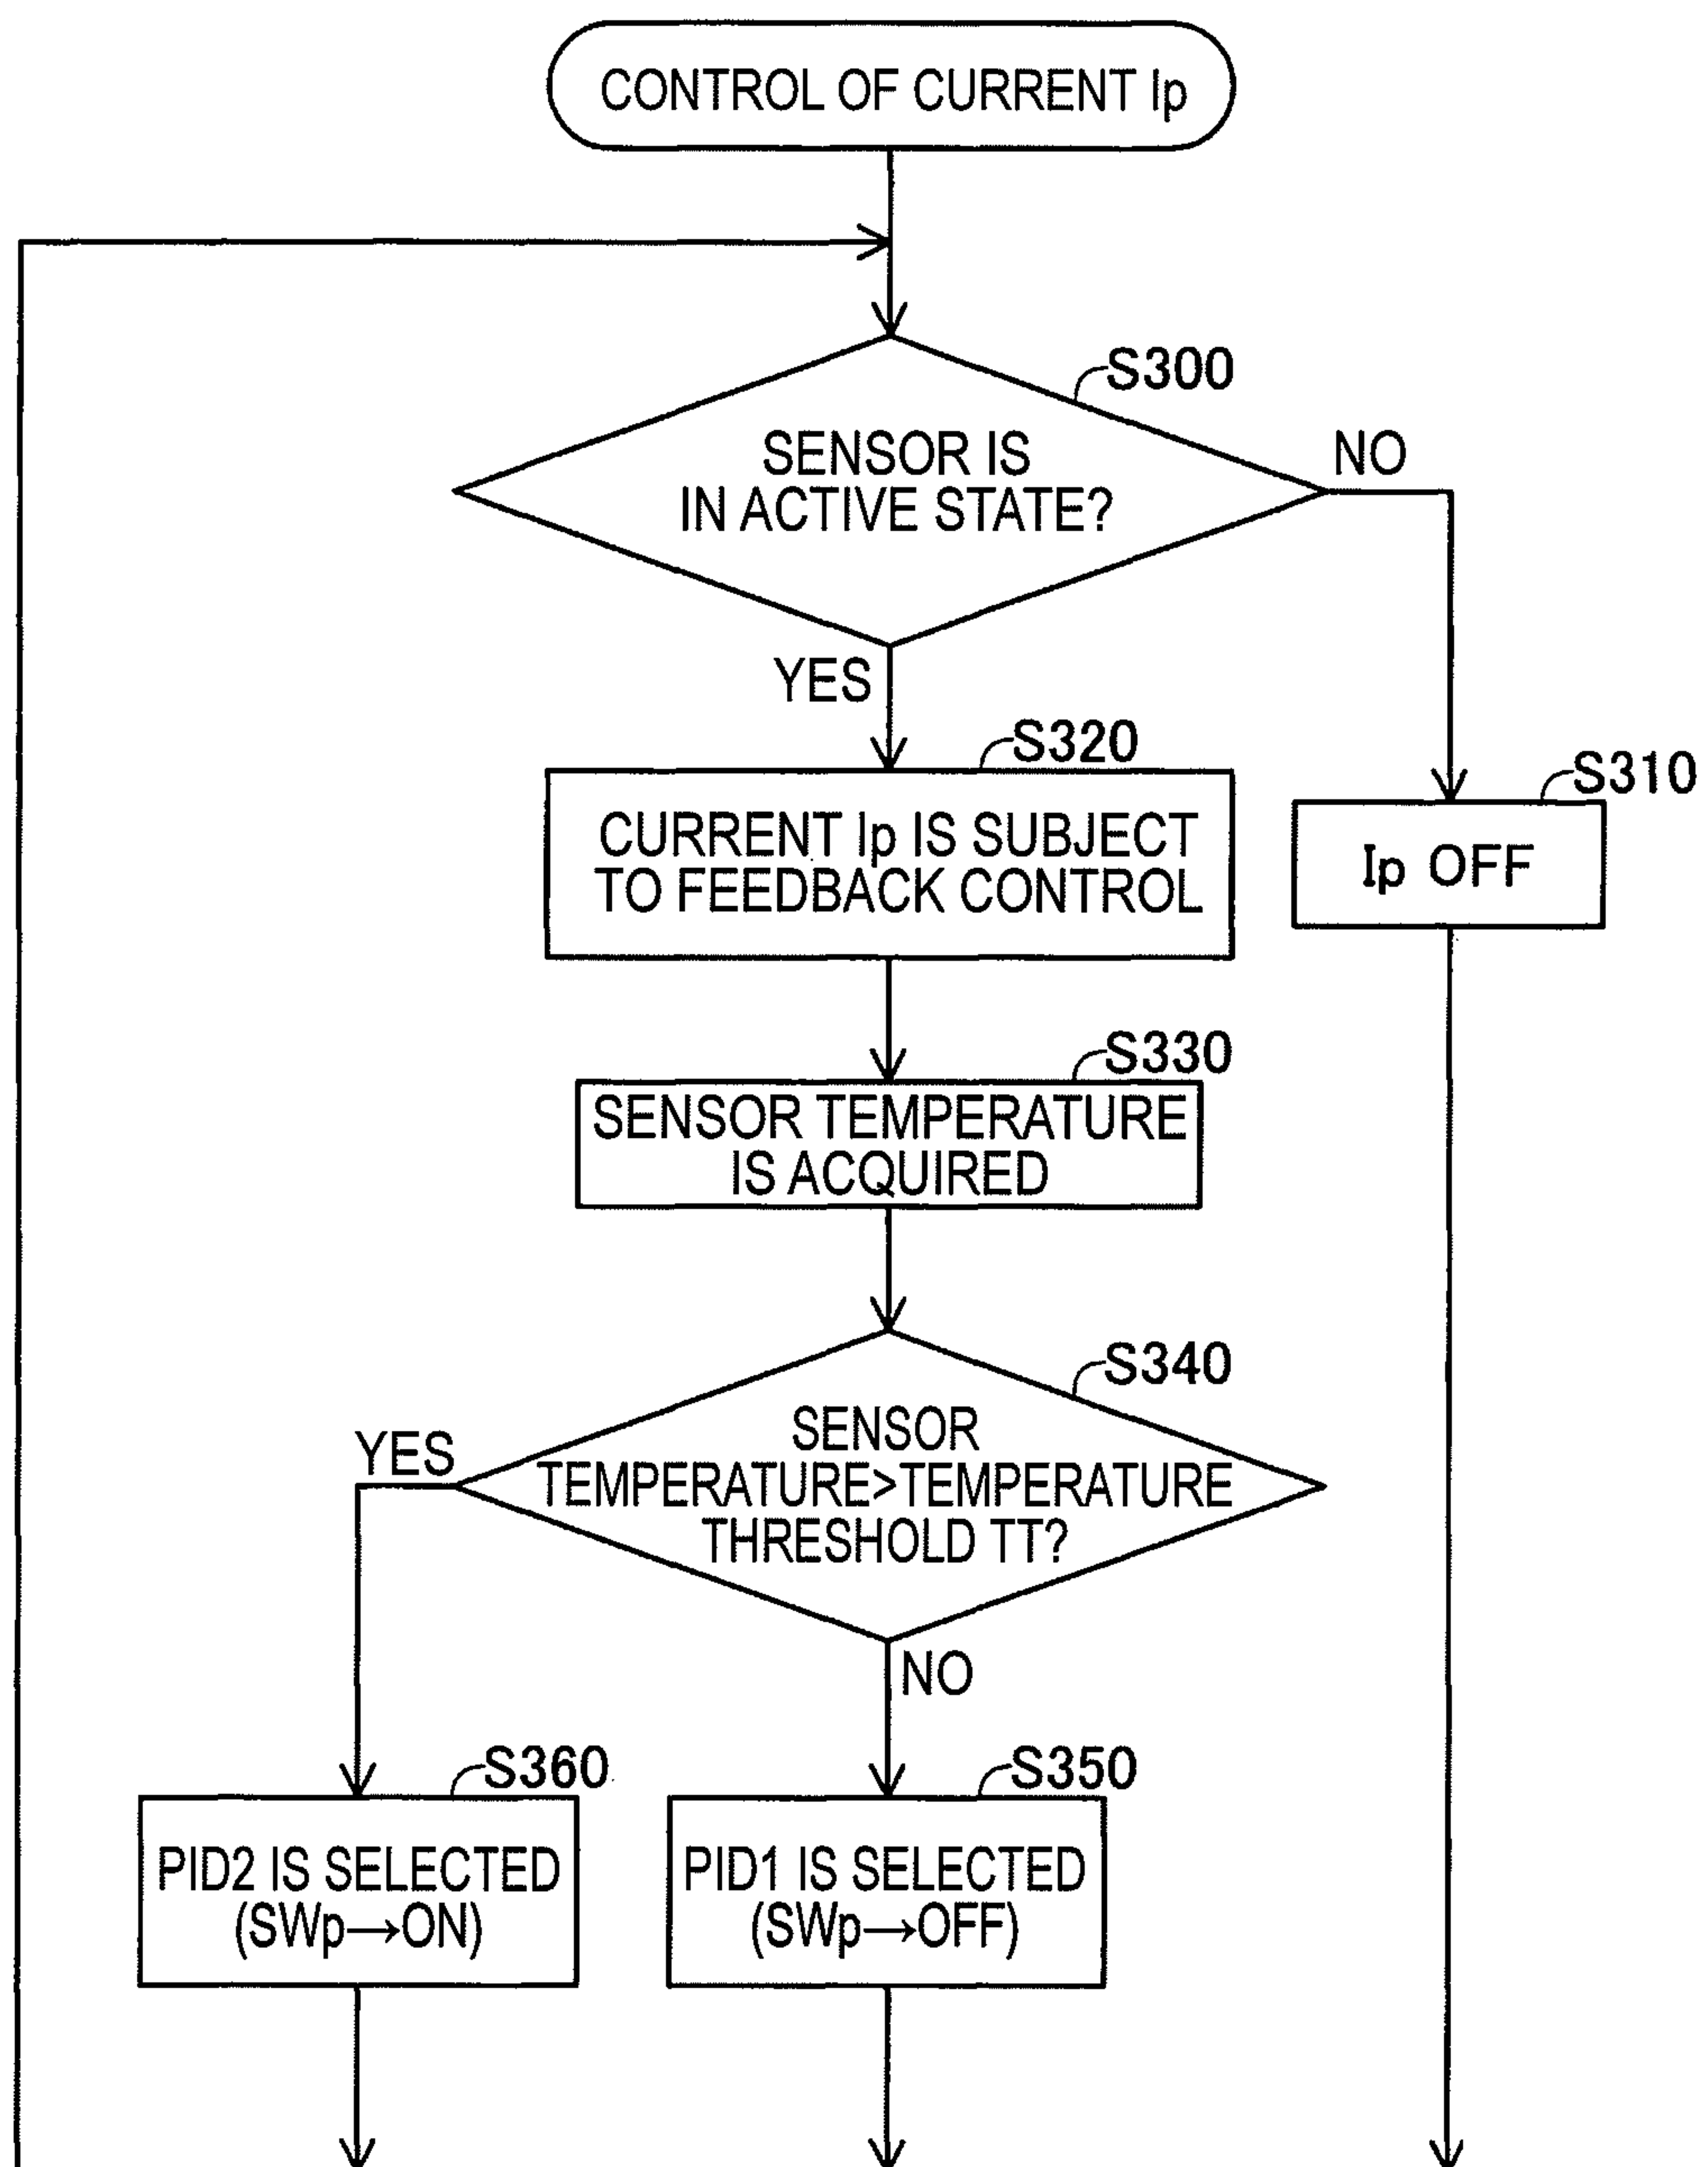 CONTROL OF CURRENT Ip
S300
SENSOR IS
IN ACTIVE STATE?
NO
YES
S320
CURRENT Ip IS SUBJECT
TO FEEDBACK CONTROL
S310
Ip OFF
S330
SENSOR TEMPERATURE
IS ACQUIRED
S340
SENSOR
TEMPERATURE>TEMPERATURE
THRESHOLD TT?
YES
NO
S360
PID2 IS SELECTED
(SWp→ON)
S350
PID1 IS SELECTED
(SWp→OFF)